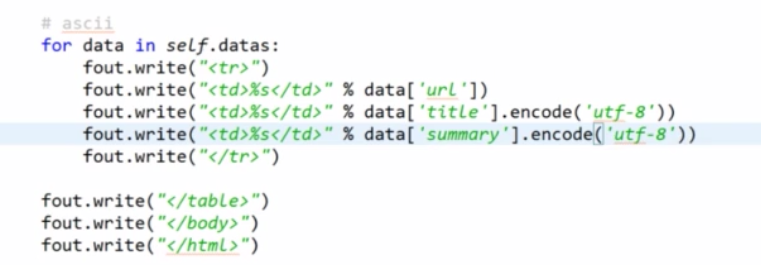 # ascii
for data in self.datas:
    fout.write("<tr>")
    fout.write("<td>%s</td>" % data['url'])
    fout.write("<td>%s</td>" % data['title'].encode('utf-8'))
    fout.write("<td>%s</td>" % data['summary'].encode('utf-8'))
    fout.write("</tr>")
fout.write("</table>")
fout.write("</body>")
fout.write("</html>")